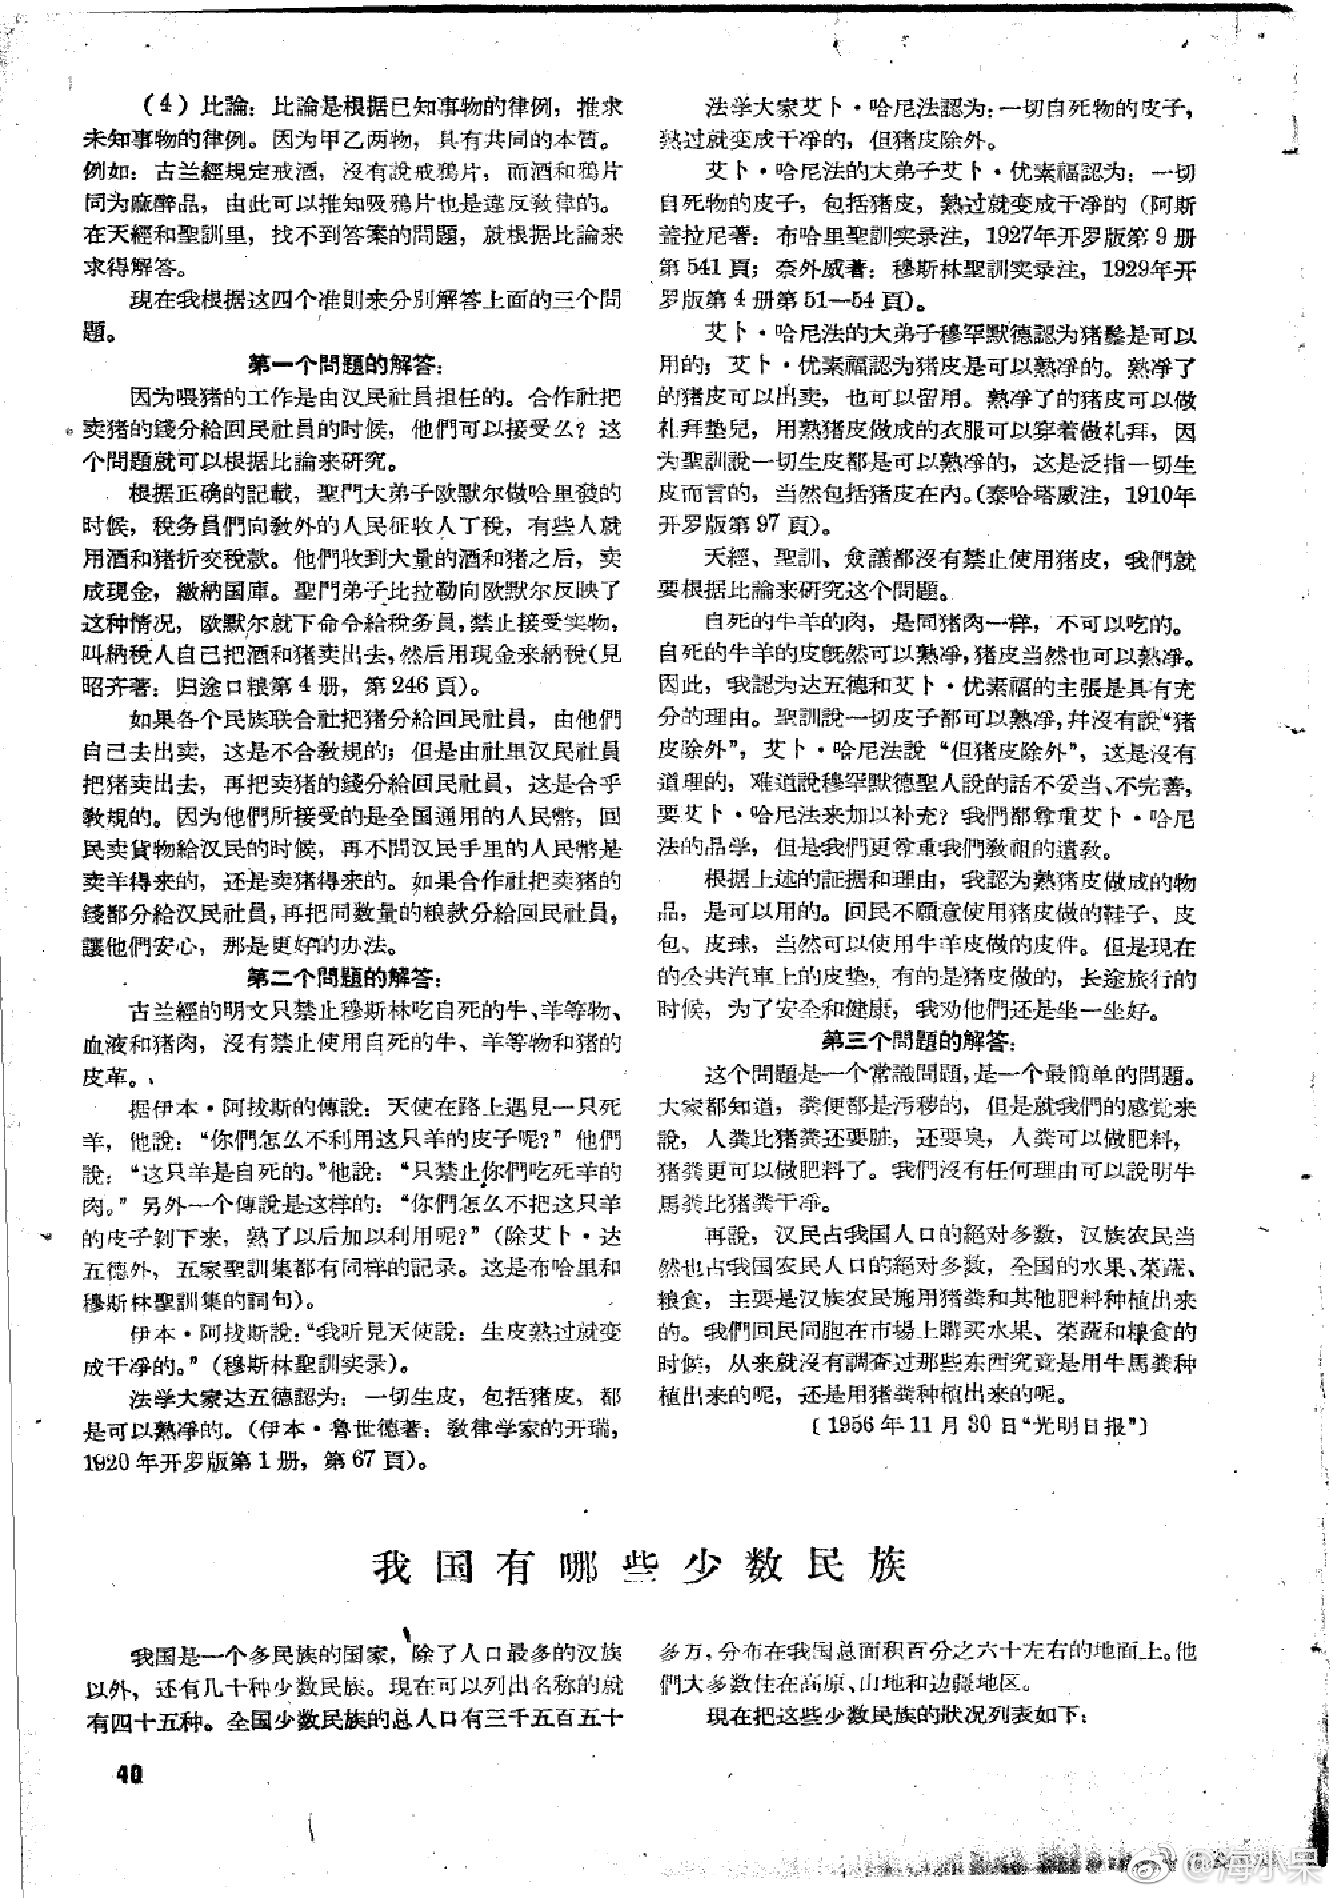 （4）比論：比論是根据已知事物的律例，推求
未知事物的律例。因为甲乙两物，具有共同的本質。
例如：古兰經規定戒酒，沒有說戒鴉片，而酒和鴉片
同为麻醉品，由此可以推知吸鴉片也是違反教律的。
在天經和聖訓里，找不到答案的問題，就根据比論来
求得解答。
現在我根据这四个准則来分別解答上面的三个問
題。
第一个問題的解答：
因为喂猪的工作是由汉民社員担任的。合作社把
卖猪的錢分給回民社員的时候，他們可以接受么？这
个問題就可以根据比論来研究。
根据正确的記載，聖門大弟子欧默尔做哈里發的
时候，稅务員們向教外的人民征收人丁稅，有些人就
用酒和猪折交稅款。他們收到大量的酒和猪之后，卖
成現金，繳納国庫。聖門弟子比拉勒向欧默尔反映了
这种情况，欧默尔就下命令給稅务員，禁止接受实物，
叫納稅人自己把酒和猪卖出去，然后用現金来納稅（見
昭齐著：归途口粮第4册，第246頁）。
如果各个民族联合社把猪分給回民社員，由他們
自己去出卖，这是不合教規的；但是由社里汉民社員
把猪卖出去，再把卖猪的錢分給回民社員，这是合乎
教規的。因为他們所接受的是全国通用的人民幣，回
民卖貨物給汉民的时候，再不問汉民手里的人民幣是
卖羊得来的，还是卖猪得来的。如果合作社把卖猪的
錢都分給汉民社員，再把同数量的粮款分給回民社員，
讓他們安心，那是更好的办法。
第二个問題的解答：
古兰經的明文只禁止穆斯林吃自死的牛、羊等物、
血液和猪肉，沒有禁止使用自死的牛、羊等物和猪的
皮革。
据伊本·阿拔斯的傳說：天使在路上遇見一只死
羊，他說：“你們怎么不利用这只羊的皮子呢？”他們
說：“这只羊是自死的。”他說：“只禁止你們吃死羊的
肉。”另外一个傳說是这样的：“你們怎么不把这只羊
的皮子剝下来，熟了以后加以利用呢？”（除艾卜·达
五德外，五家聖訓集都有同样的記录。这是布哈里和
穆斯林聖訓集的詞句）。
伊本·阿拔斯說：“我听見天使說：生皮熟过就变
成干淨的。”（穆斯林聖訓实录）。
法学大家达五德認为：一切生皮，包括猪皮，都
是可以熟淨的。（伊本·魯世德著：教律学家的开瑞，
1920年开罗版第1册，第67頁）。
法学大家艾卜·哈尼法認为：一切自死物的皮子，
熟过就变成干淨的，但猪皮除外。
艾卜·哈尼法的大弟子艾卜·优素福認为：一切
自死物的皮子，包括猪皮，熟过就变成干淨的（阿斯
盖拉尼著：布哈里聖訓实录注，1927年开罗版第9册
第541頁；奈外威著：穆斯林聖訓实录注，1929年开
罗版第4册第51—54頁）。
艾卜·哈尼法的大弟子穆罕默德認为猪鬃是可以
用的；艾卜·优素福認为猪皮是可以熟淨的。熟淨了
的猪皮可以出卖，也可以留用。熟淨了的猪皮可以做
礼拜垫兒，用熟猪皮做成的衣服可以穿着做礼拜，因
为聖訓說一切生皮都是可以熟淨的，这是泛指一切生
皮而言的，当然包括猪皮在內。（泰哈塔威注，1910年
开罗版第97頁）。
天經、聖訓、僉議都沒有禁止使用猪皮，我們就
要根据比論来研究这个問題。
自死的牛羊的肉，是同猪肉一样，不可以吃的。
自死的牛羊的皮旣然可以熟淨，猪皮当然也可以熟淨。
因此，我認为达五德和艾卜·优素福的主張是具有充
分的理由。聖訓說一切皮子都可以熟淨，幷沒有說“猪
皮除外”，艾卜·哈尼法說“但猪皮除外”，这是沒有
道理的，难道說穆罕默德聖人說的話不妥当、不完善，
要艾卜·哈尼法来加以补充？我們都尊重艾卜·哈尼
法的品学，但是我們更尊重我們教祖的遺教。
根据上述的証据和理由，我認为熟猪皮做成的物
品，是可以用的。回民不願意使用猪皮做的鞋子、皮
包、皮球，当然可以使用牛羊皮做的皮件。但是現在
的公共汽車上的皮垫，有的是猪皮做的，长途旅行的
时候，为了安全和健康，我劝他們还是坐一坐好。
第三个問題的解答：
这个問題是一个常識問題，是一个最簡单的問題。
大家都知道，粪便都是污秽的，但是就我們的感觉来
說，人粪比猪粪还要脏，还要臭，人粪可以做肥料，
猪粪更可以做肥料了。我們沒有任何理由可以說明牛
馬粪比猪粪干净。
再說，汉民占我国人口的絕对多数，汉族农民当
然也占我国农民人口的絕对多数，全国的水果、菜蔬、
粮食，主要是汉族农民施用猪粪和其他肥料种植出来
的。我們回民同胞在市場上購买水果、菜蔬和粮食的
时候，从来就沒有調查过那些东西究竟是用牛馬粪种
植出来的呢，还是用猪粪种植出来的呢。
〔1956年11月30日“光明日报”〕
我国有哪些少数民族
我国是一个多民族的国家，除了人口最多的汉族
以外，还有几十种少数民族。現在可以列出名称的就
有四十五种。全国少数民族的总人口有三千五百五十
多万，分布在我国总面积百分之六十左右的地面上。他
們大多数住在高原、山地和边疆地区。
現在把这些少数民族的狀况列表如下：
40
@海小呆